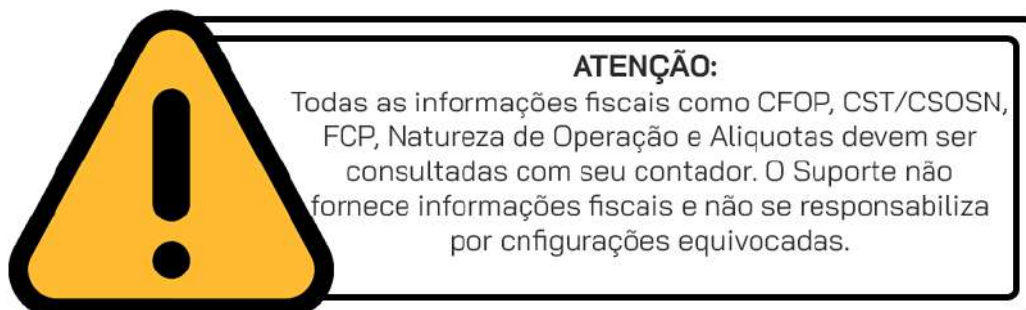 ATENÇÃO:
Todas as informações fiscais como CFOP, CST/CSOSN,
FCP, Natureza de Operação e Aliquotas devem ser
consultadas com seu contador. O Suporte não
fornece informações fiscais e não se responsabiliza
por cnfigurações equivocadas.